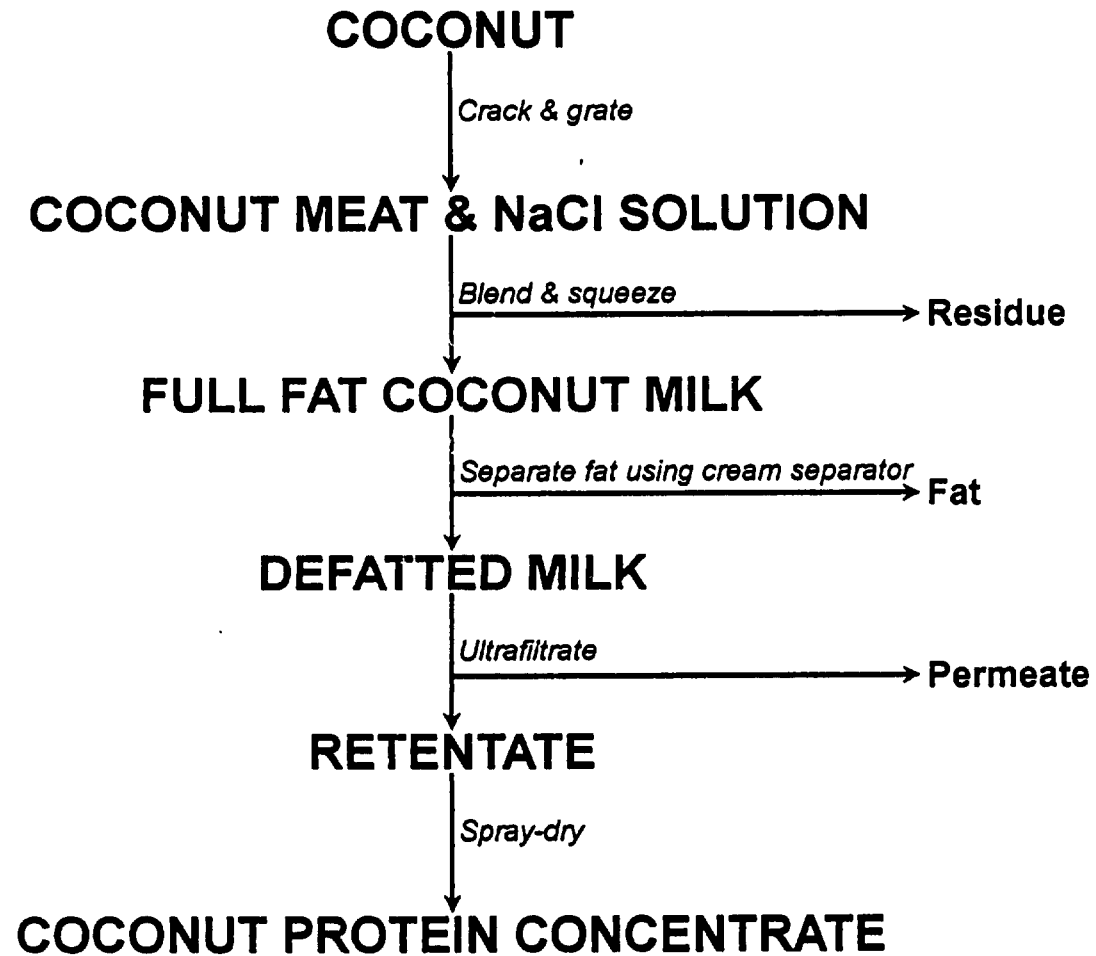 COCONUT
Crack & grate
COCONUT MEAT & NaCl SOLUTION
Blend & squeeze
Residue
FULL FAT COCONUT MILK
Separate fat using cream separator
Fat
DEFATTED MILK
Ultrafiltrate
Permeate
RETENTATE
Spray-dry
COCONUT PROTEIN CONCENTRATE